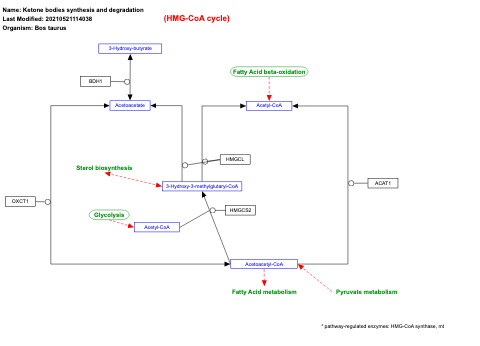 Name: Ketone bodies synthesis and degradation
Last Modified: 20210521114038
(HMG-CoA cycle)
Organism: Bos taurus
3-Hydroxy-butyrate
Fatty Acid beta-oxidation
BDH1
Acetoacetate
Acetyl-CoA
HMGCL
Sterol biosynthesis
ACAT1
3-Hydroxy-3-methylglutaryl-CoA
OXCT1
HMGCS2
Glycolysis
Acetyl-CoA
Acetoacetyl-CoA
Fatty Acid metabolism
Pyruvate metabolism
* pathway-regulated enzymes: HMG-CoA synthase, mt